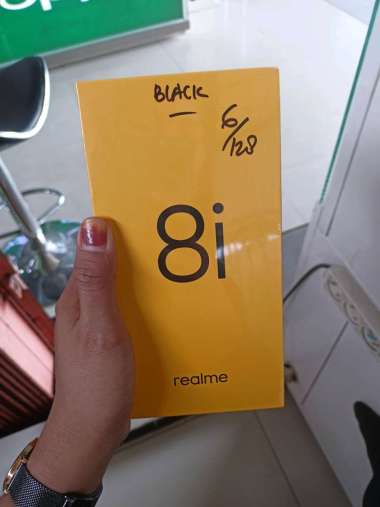 BLACK
6/128
8i
realme